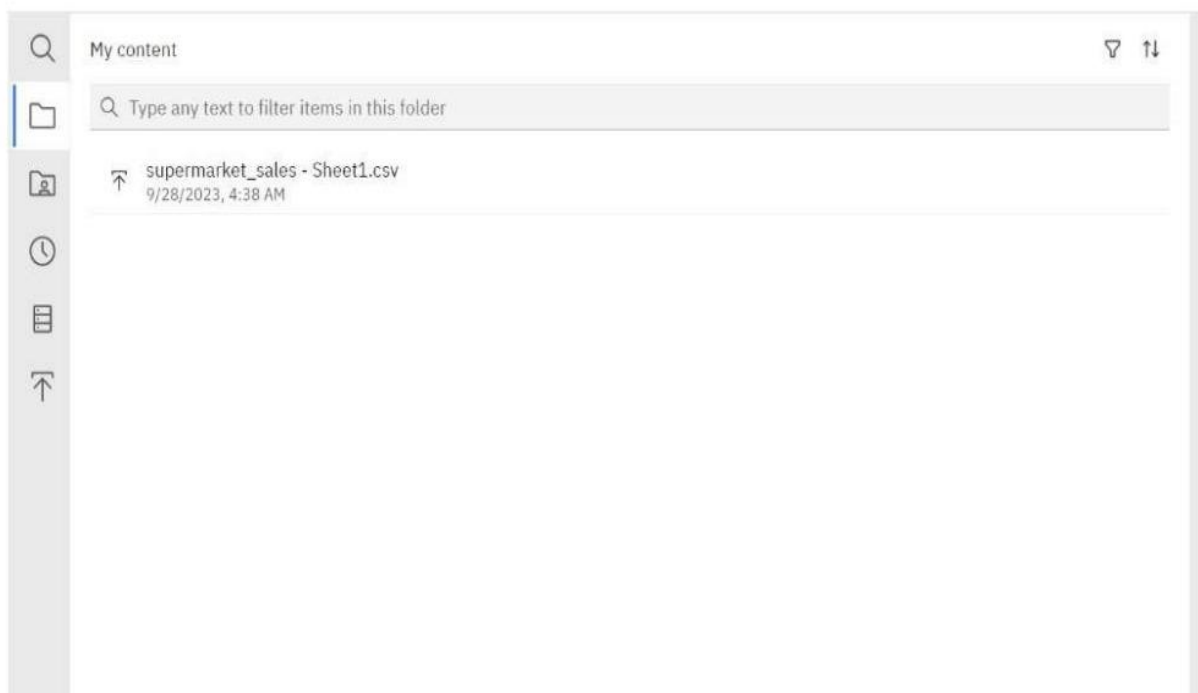 My content
Type any text to filter items in this folder
supermarket_sales - Sheet1.csv
9/28/2023, 4:38 AM